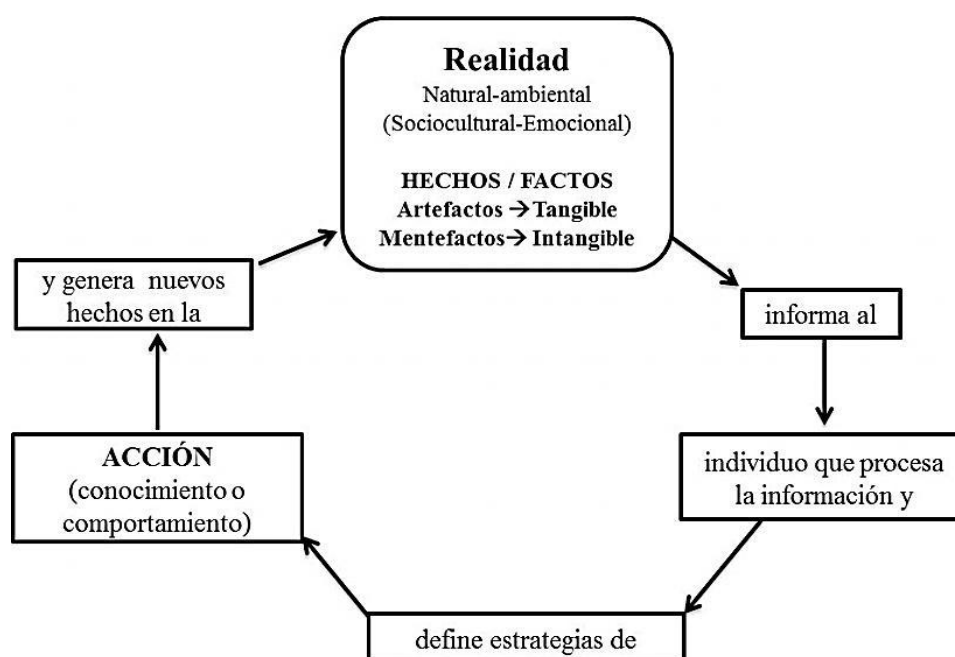 Realidad
Natural-ambiental
(Sociocultural-Emocional)
HECHOS / FACTOS
Artefactos → Tangible
Mentefactos → Intangible
informa al
individuo que procesa
la información y
define estrategias de
ACCIÓN
(conocimiento o
comportamiento)
y genera nuevos
hechos en la